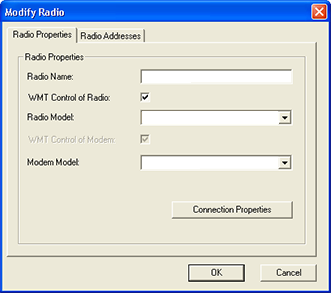 Modify Radio
Radio Properties
Radio Addresses
Radio Properties
Radio Name:
WMT Control of Radio:
Radio Model:
WMT Control of Modem:
Modem Model:
Connection Properties
OK
Cancel